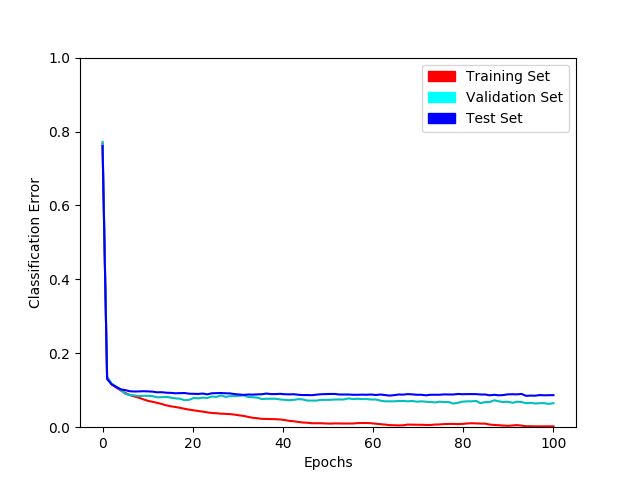 1.0
0.8
0.6
0.4
0.2
0.0
Classification Error
0 20 40 60 80 100
Epochs
Training Set
Validation Set
Test Set